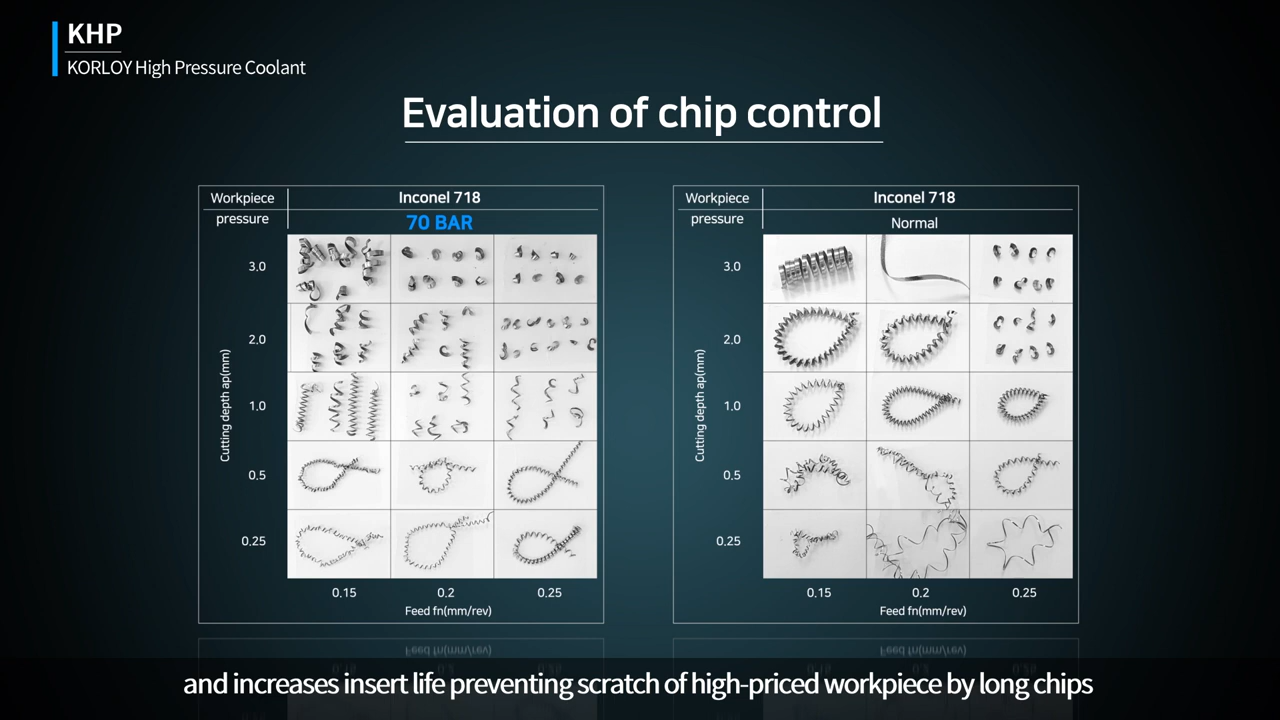 KHP
KORLOY High Pressure Coolant
Evaluation of chip control
Workpiece Inconel 718
pressure 70 BAR
3.0
2.0
1.0
0.5
0.25
Cutting depth ap(mm)
0.15 0.2 0.25
Feed fn(mm/rev)
Workpiece Inconel 718
pressure Normal
3.0
2.0
1.0
0.5
0.25
Cutting depth ap(mm)
0.15 0.2 0.25
Feed fn(mm/rev)
and increases insert life preventing scratch of high-priced workpiece by long chips